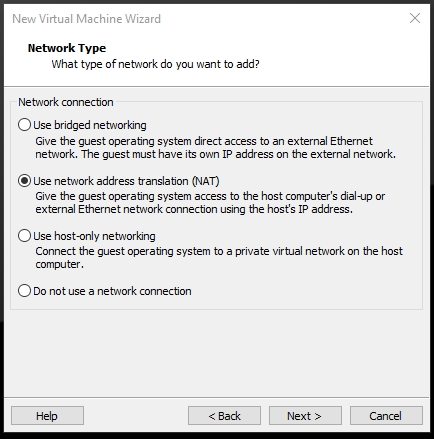 New Virtual Machine Wizard
Network Type
What type of network do you want to add?
Network connection
Use bridged networking
Give the guest operating system direct access to an external Ethernet
network. The guest must have its own IP address on the external network.
Use network address translation (NAT)
Give the guest operating system access to the host computer's dial-up or
external Ethernet network connection using the host's IP address.
Use host-only networking
Connect the guest operating system to a private virtual network on the host
computer.
Do not use a network connection
Help
< Back
Next >
Cancel